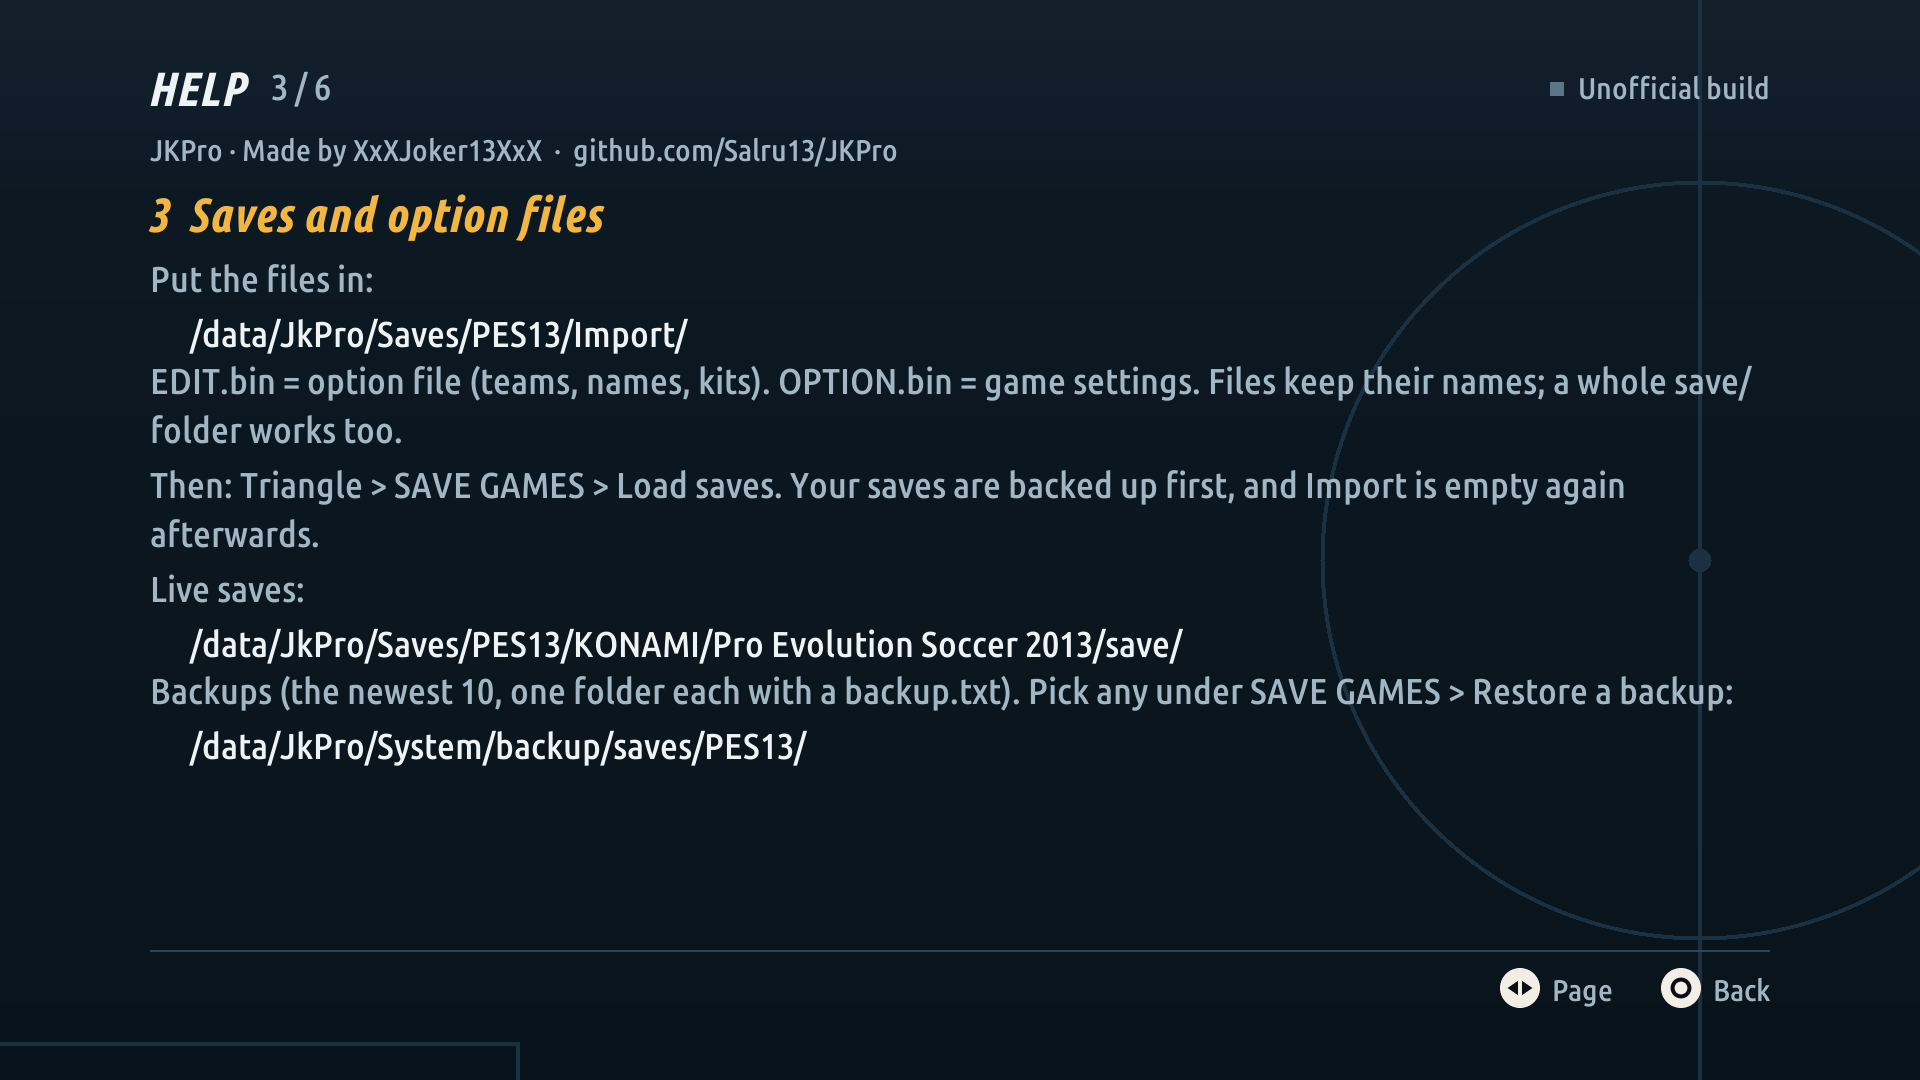 HELP 3 / 6
Unofficial build
JKPro · Made by XxXJoker13XxX · github.com/Salru13/JKPro
3 Saves and option files
Put the files in:
/data/JkPro/Saves/PES13/Import/
EDIT.bin = option file (teams, names, kits). OPTION.bin = game settings. Files keep their names; a whole save/
folder works too.
Then: Triangle > SAVE GAMES > Load saves. Your saves are backed up first, and Import is empty again
afterwards.
Live saves:
/data/JkPro/Saves/PES13/KONAMI/Pro Evolution Soccer 2013/save/
Backups (the newest 10, one folder each with a backup.txt). Pick any under SAVE GAMES > Restore a backup:
/data/JkPro/System/backup/saves/PES13/
Page
Back